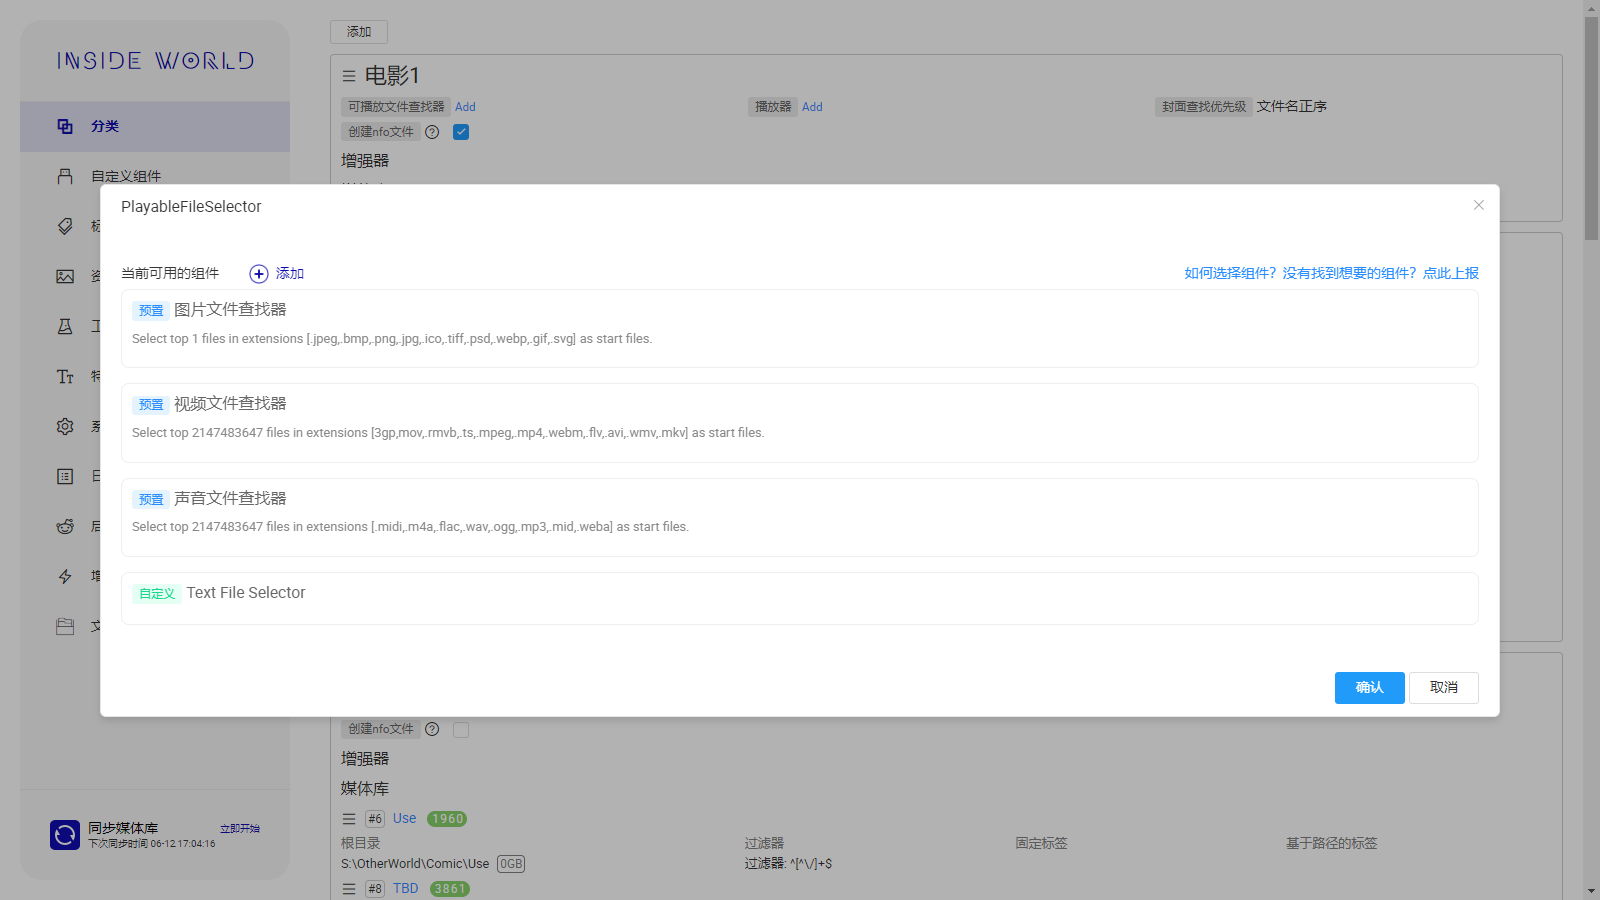 INSIDE WORLD
分类
自定义组件
同步媒体库 立即开始
下次同步时间 06-12 17:04:16
添加
电影1
可播放文件查找器 Add 播放器 Add 封面查找优先级 文件名正序
创建nfo文件
增强器
PlayableFileSelector
当前可用的组件 添加 如何选择组件？没有找到想要的组件？点此上报
预置 图片文件查找器
Select top 1 files in extensions [.jpeg,.bmp,.png,.jpg,.ico,.tiff,.psd,.webp,.gif,.svg] as start files.
预置 视频文件查找器
Select top 2147483647 files in extensions [3gp,mov,.rmvb,.ts,.mpeg,.mp4,.webm,.flv,.avi,.wmv,.mkv] as start files.
预置 声音文件查找器
Select top 2147483647 files in extensions [.midi,.m4a,.flac,.wav,.ogg,.mp3,.mid,.weba] as start files.
自定义 Text File Selector
确认 取消
创建nfo文件
增强器
媒体库
#6 Use 1960
根目录 过滤器 固定标签 基于路径的标签
S:\OtherWorld\Comic\Use 0GB 过滤器: ^[^\/]+$
#8 TBD 3861